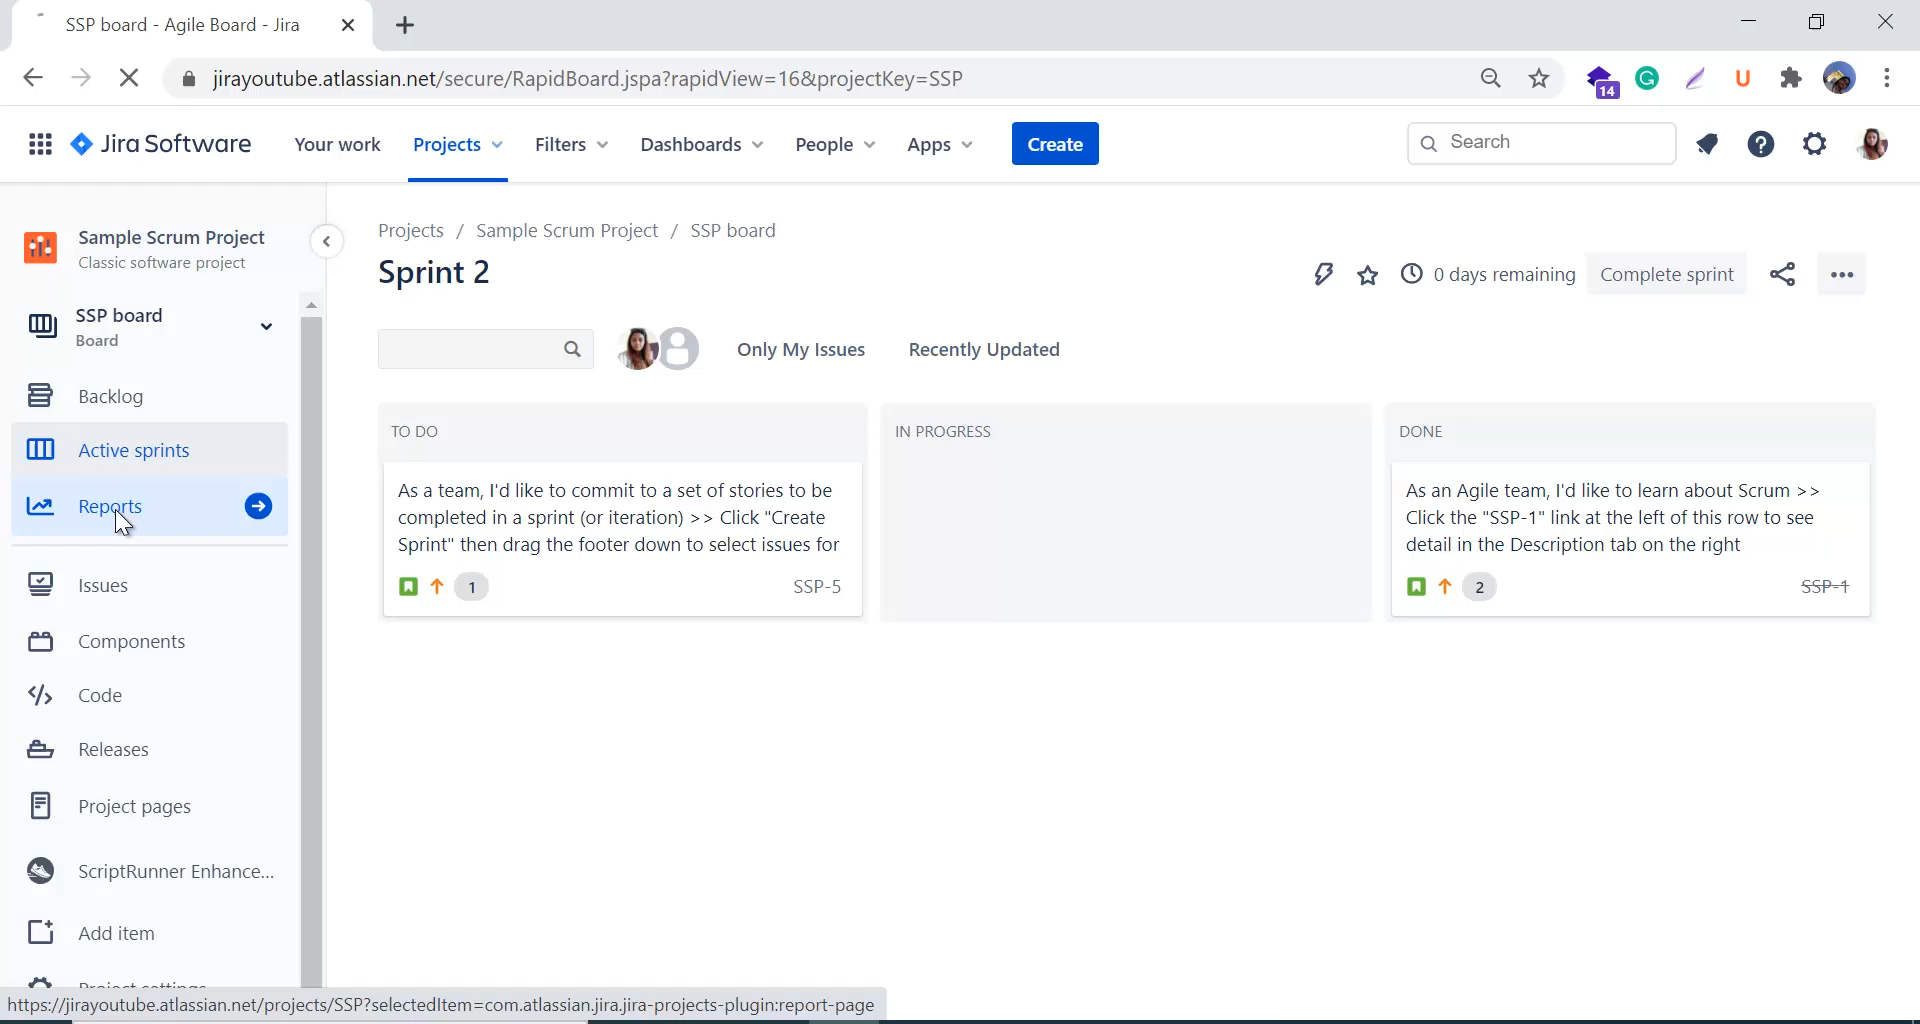 SSP board - Agile Board - Jira
jirayoutube.atlassian.net/secure/RapidBoard.jspa?rapidView=16&projectKey=SSP
14
G
U
Jira Software
Your work
Projects
Filters
Dashboards
People
Apps
Create
Search
Sample Scrum Project
Classic software project
SSP board
Board
Backlog
Active sprints
Reports
Issues
Components
Code
Releases
Project pages
ScriptRunner Enhance...
Add item
Project settings
Projects / Sample Scrum Project / SSP board
Sprint 2
0 days remaining
Complete sprint
Only My Issues
Recently Updated
TO DO
As a team, I'd like to commit to a set of stories to be
completed in a sprint (or iteration) >> Click "Create
Sprint" then drag the footer down to select issues for
1
SSP-5
IN PROGRESS
DONE
As an Agile team, I'd like to learn about Scrum >>
Click the "SSP-1" link at the left of this row to see
detail in the Description tab on the right
2
SSP-1
https://jirayoutube.atlassian.net/projects/SSP?selectedItem=com.atlassian.jira.jira-projects-plugin:report-page